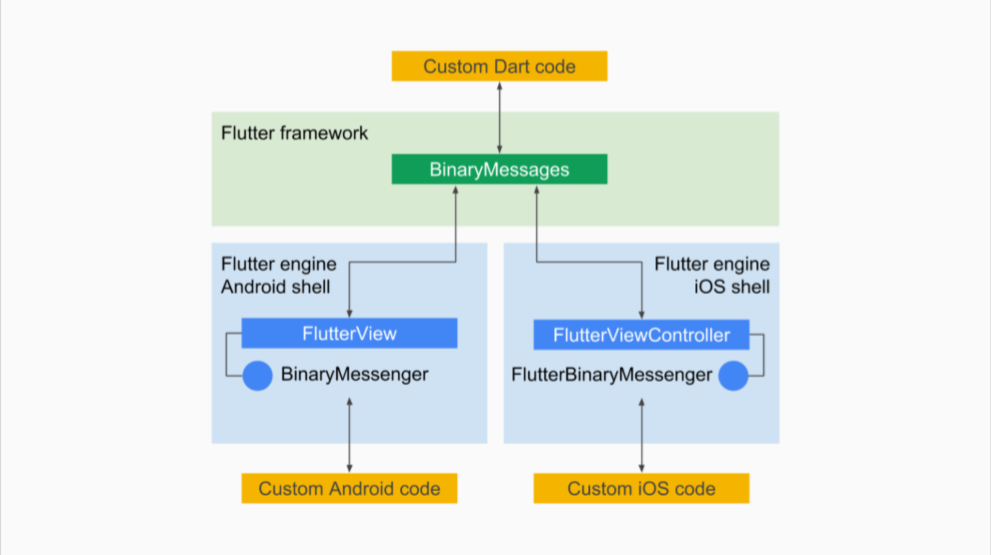 Custom Dart code
Flutter framework
BinaryMessages
Flutter engine
Android shell
FlutterView
BinaryMessenger
Flutter engine
iOS shell
FlutterViewController
FlutterBinaryMessenger
Custom Android code
Custom iOS code